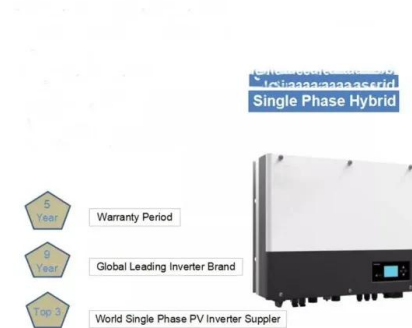 Single Phase Hybrid
5
Year
Warranty Period
9
Year
Global Leading Inverter Brand
Top 3
World Single Phase PV Inverter Suppler